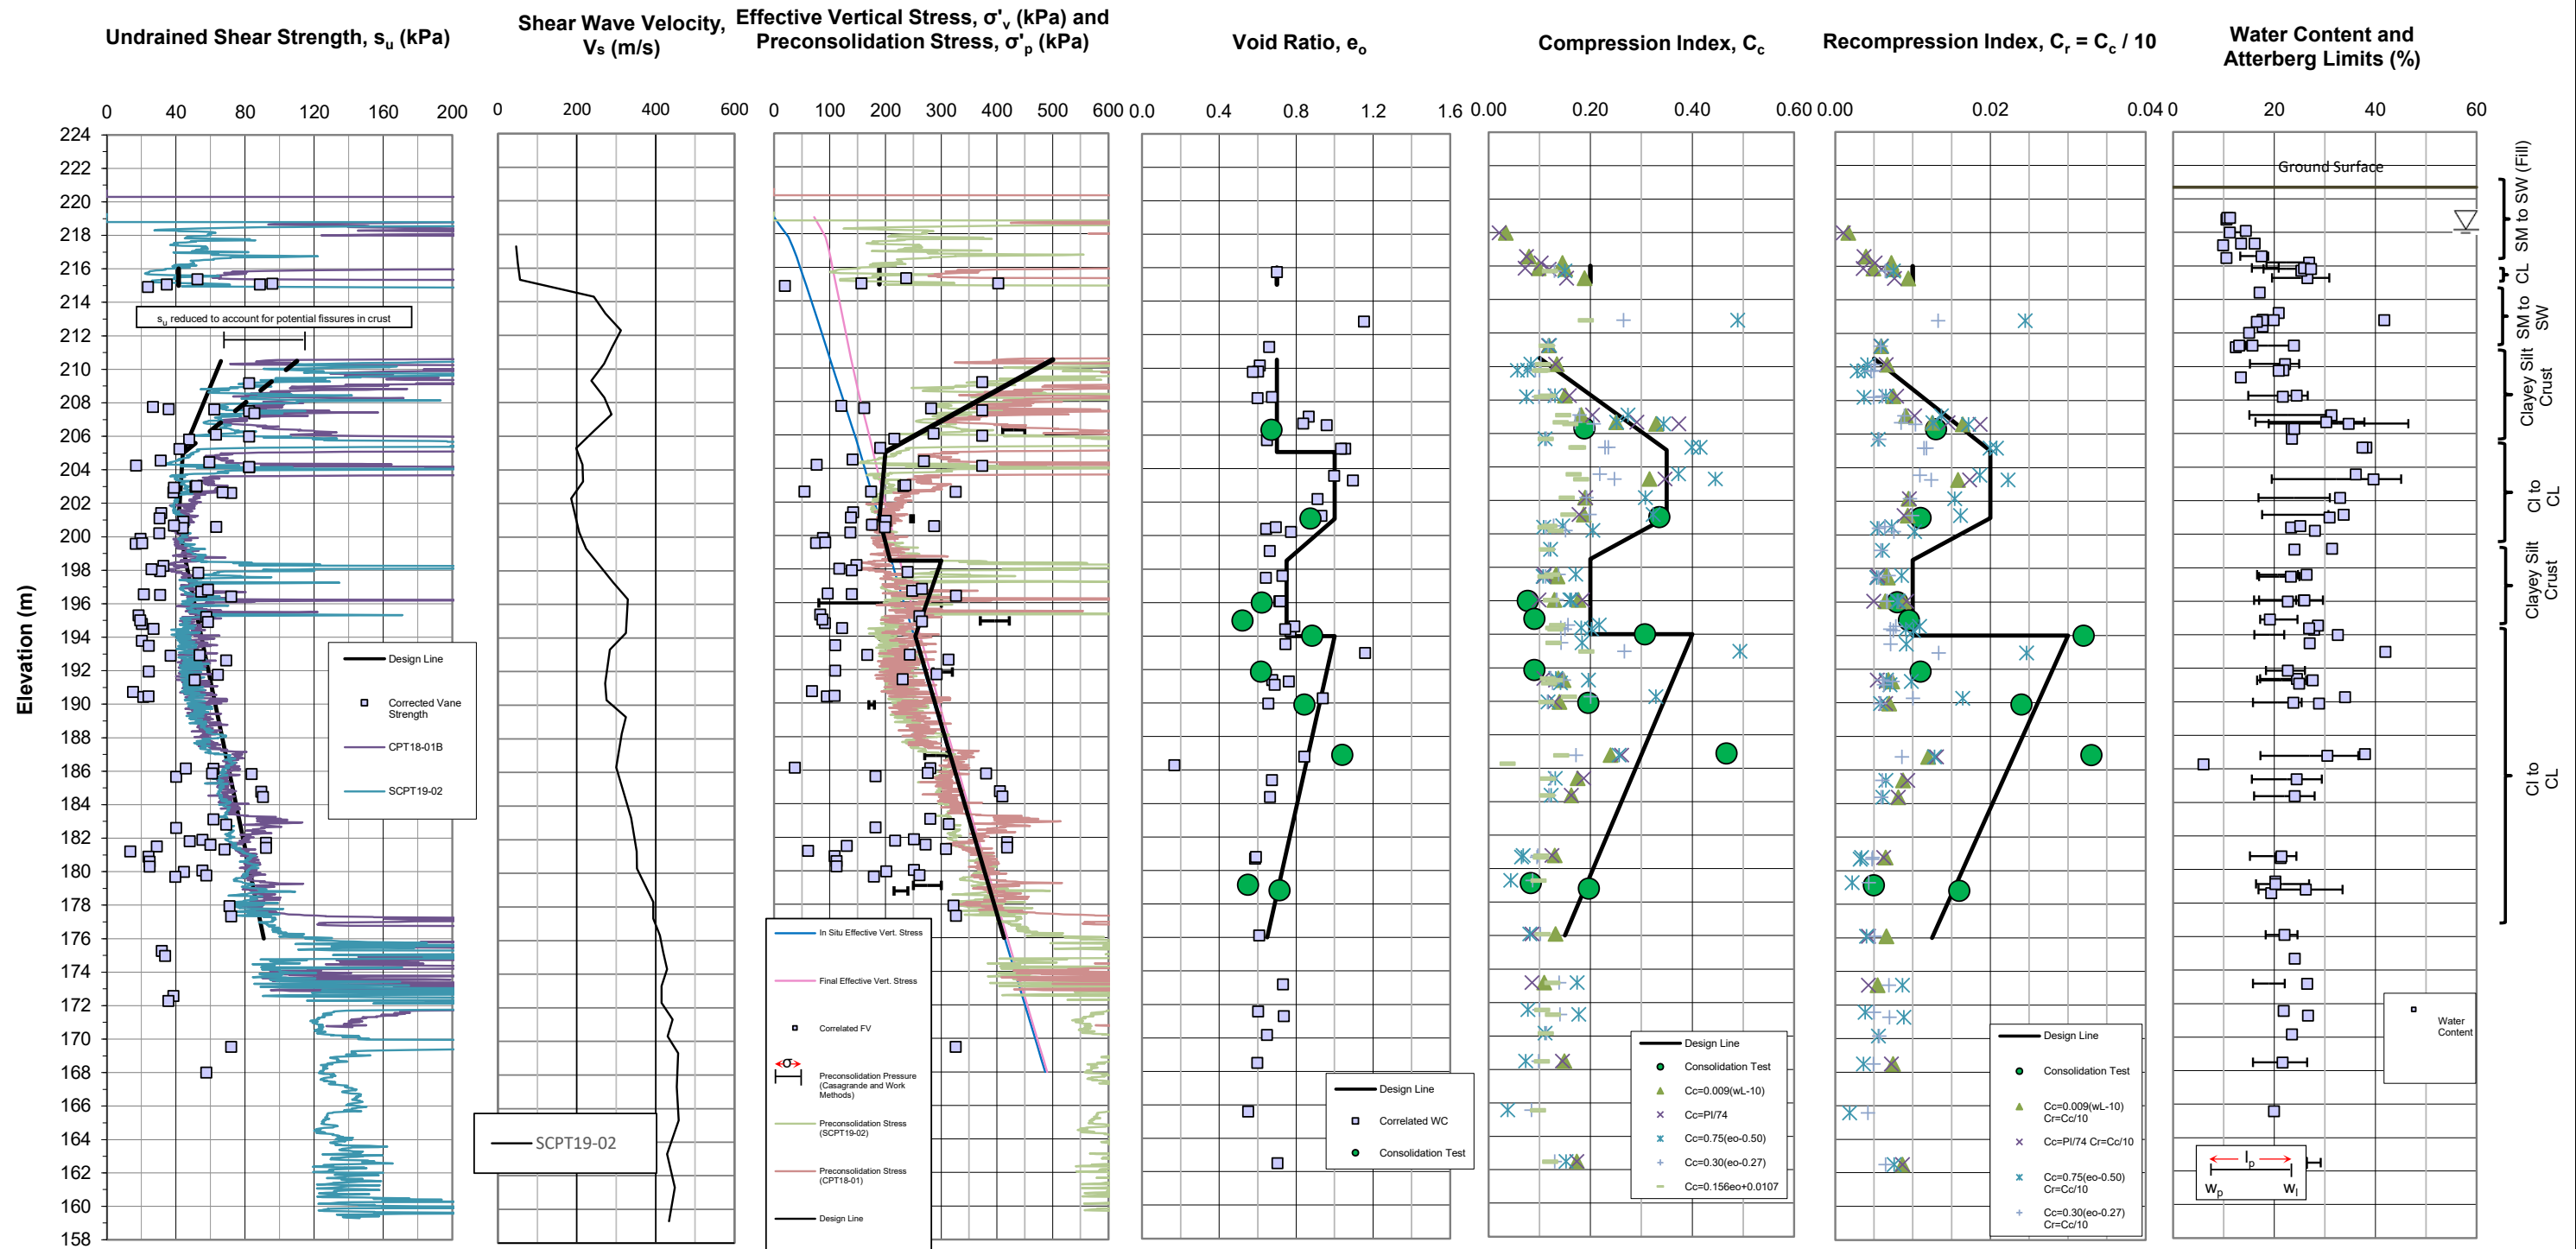 Undrained Shear Strength, su (kPa)
Shear Wave Velocity,
Vs (m/s)
Effective Vertical Stress, σ'v (kPa) and
Preconsolidation Stress, σ'p (kPa)
Void Ratio, eo
Compression Index, Cc
Recompression Index, Cr = Cc / 10
Water Content and
Atterberg Limits (%)
0 40 80 120 160 200
0 200 400 600
0 100 200 300 400 500 600
0.0 0.4 0.8 1.2 1.6
0.00 0.20 0.40 0.60
0.00 0.02 0.04
0 20 40 60
Elevation (m)
224
222
220
218
216
214
212
210
208
206
204
202
200
198
196
194
192
190
188
186
184
182
180
178
176
174
172
170
168
166
164
162
160
158
su reduced to account for potential fissures in crust
Design Line
Corrected Vane
Strength
CPT18-01B
SCPT19-02
SCPT19-02
In Situ Effective Vert. Stress
Final Effective Vert. Stress
Correlated FV
σ
Preconsolidation Pressure
(Casagrande and Work
Methods)
Preconsolidation Stress
(SCPT19-02)
Preconsolidation Stress
(CPT18-01)
Design Line
Design Line
Correlated WC
Consolidation Test
Design Line
Consolidation Test
Cc=0.009(wL-10)
Cc=PI/74
Cc=0.75(eo-0.50)
Cc=0.30(eo-0.27)
Cc=0.156eo+0.0107
Design Line
Consolidation Test
Cc=0.009(wL-10)
Cr=Cc/10
Cc=PI/74 Cr=Cc/10
Cc=0.75(eo-0.50)
Cr=Cc/10
Cc=0.30(eo-0.27)
Cr=Cc/10
Ground Surface
Water
Content
Ip
wp wl
SM to SW (Fill)
CL
SM to
SW
Clayey Silt
Crust
CI to
CL
Clayey Silt
Crust
CI to
CL